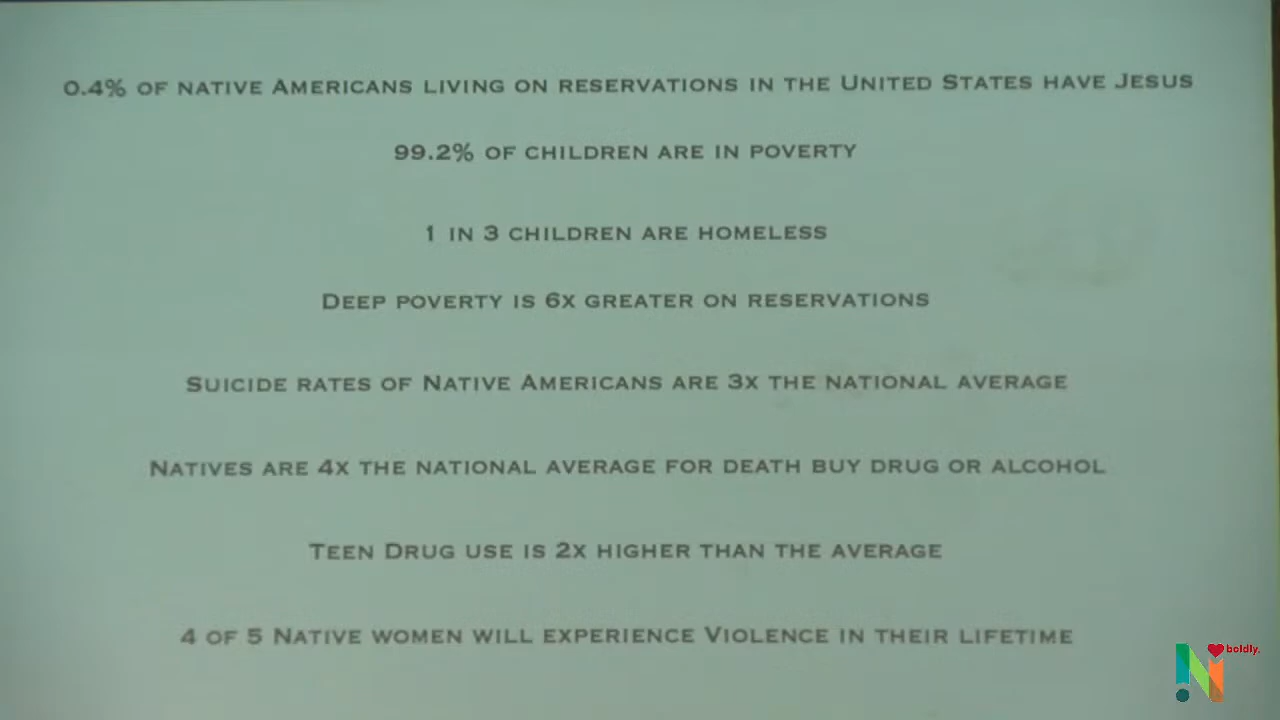 0.4% of native Americans living on reservations in the United States have Jesus
99.2% of children are in poverty
1 in 3 children are homeless
Deep poverty is 6x greater on reservations
Suicide rates of Native Americans are 3x the national average
Natives are 4x the national average for death buy drug or alcohol
Teen Drug use is 2x higher than the average
4 of 5 Native women will experience Violence in their lifetime
boldly,
N